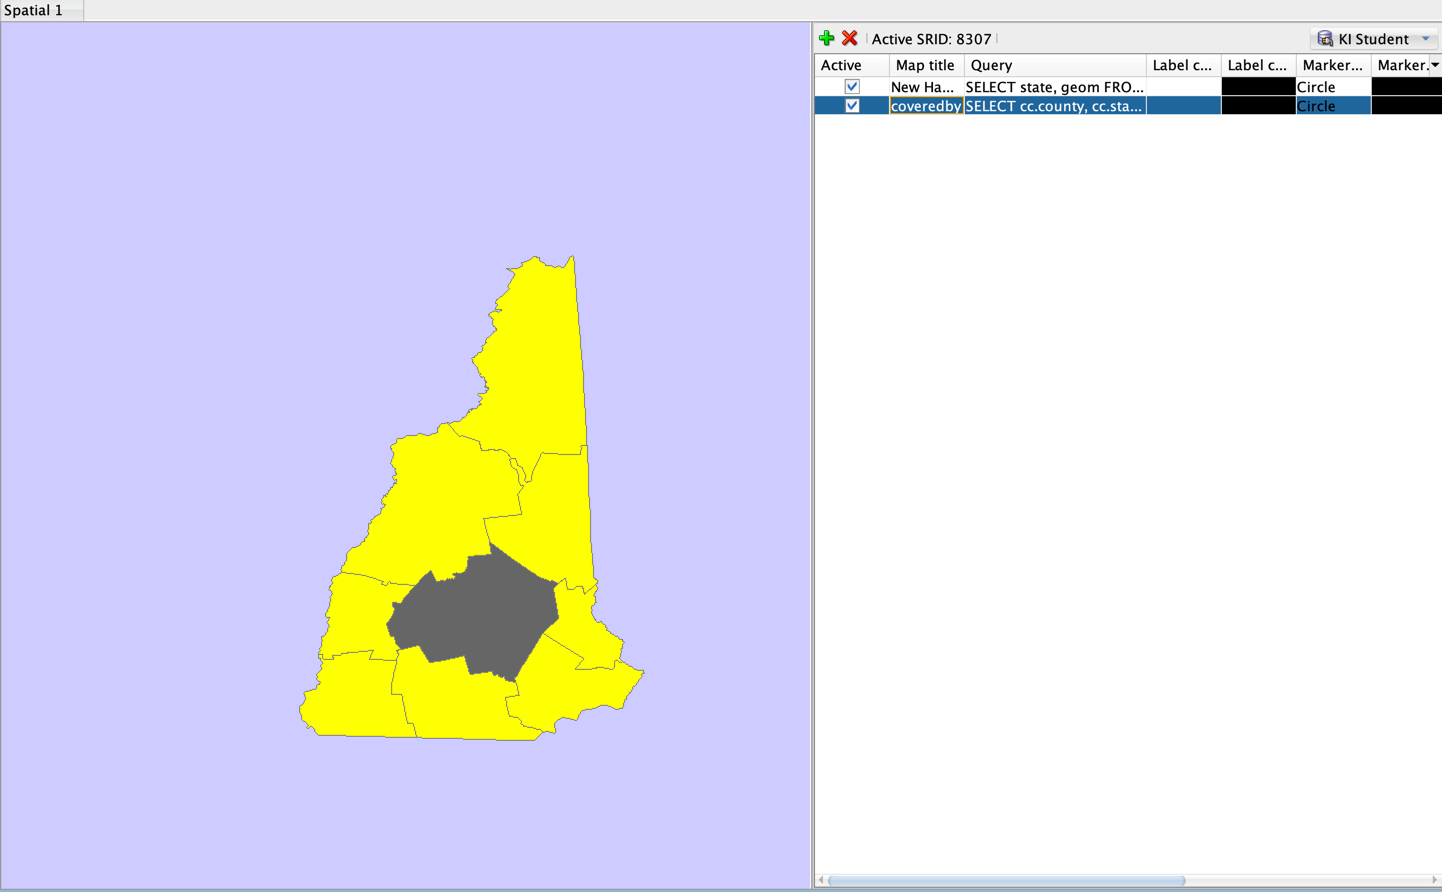 Spatial 1
Active SRID: 8307
KI Student
Active Map title Query Label c... Label c... Marker... Marker.
New Ha... SELECT state, geom FRO... Circle
coveredby SELECT cc.county, cc.sta... Circle